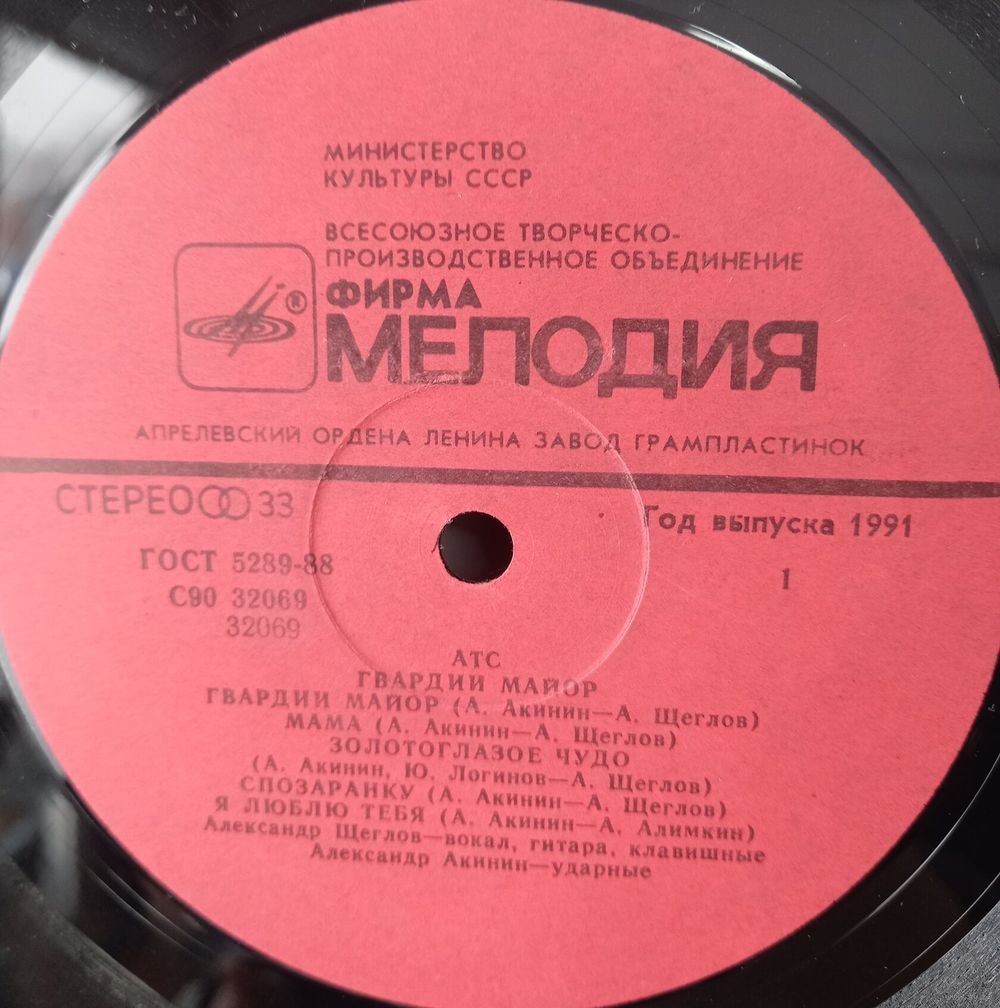 МИНИСТЕРСТВО
КУЛЬТУРЫ СССР
ВСЕСОЮЗНОЕ ТВОРЧЕСКО-
ПРОИЗВОДСТВЕННОЕ ОБЪЕДИНЕНИЕ
ФИРМА
®
МЕЛОДИЯ
АПРЕЛЕВСКИЙ ОРДЕНА ЛЕНИНА ЗАВОД ГРАМПЛАСТИНОК
СТЕРЕО 33
Год выпуска 1991
ГОСТ 5289-88
1
С90 32069
32069
АТС
ГВАРДИИ МАЙОР
ГВАРДИИ МАЙОР (А. Акинин—А. Щеглов)
МАМА (А. Акинин—А. Щеглов)
ЗОЛОТОГЛАЗОЕ ЧУДО
(А. Акинин, Ю. Логинов—А. Щеглов)
СПОЗАРАНКУ (А. Акинин—А. Щеглов)
Я ЛЮБЛЮ ТЕБЯ (А. Акинин—А. Алимкин)
Александр Щеглов—вокал, гитара, клавишные
Александр Акинин—ударные